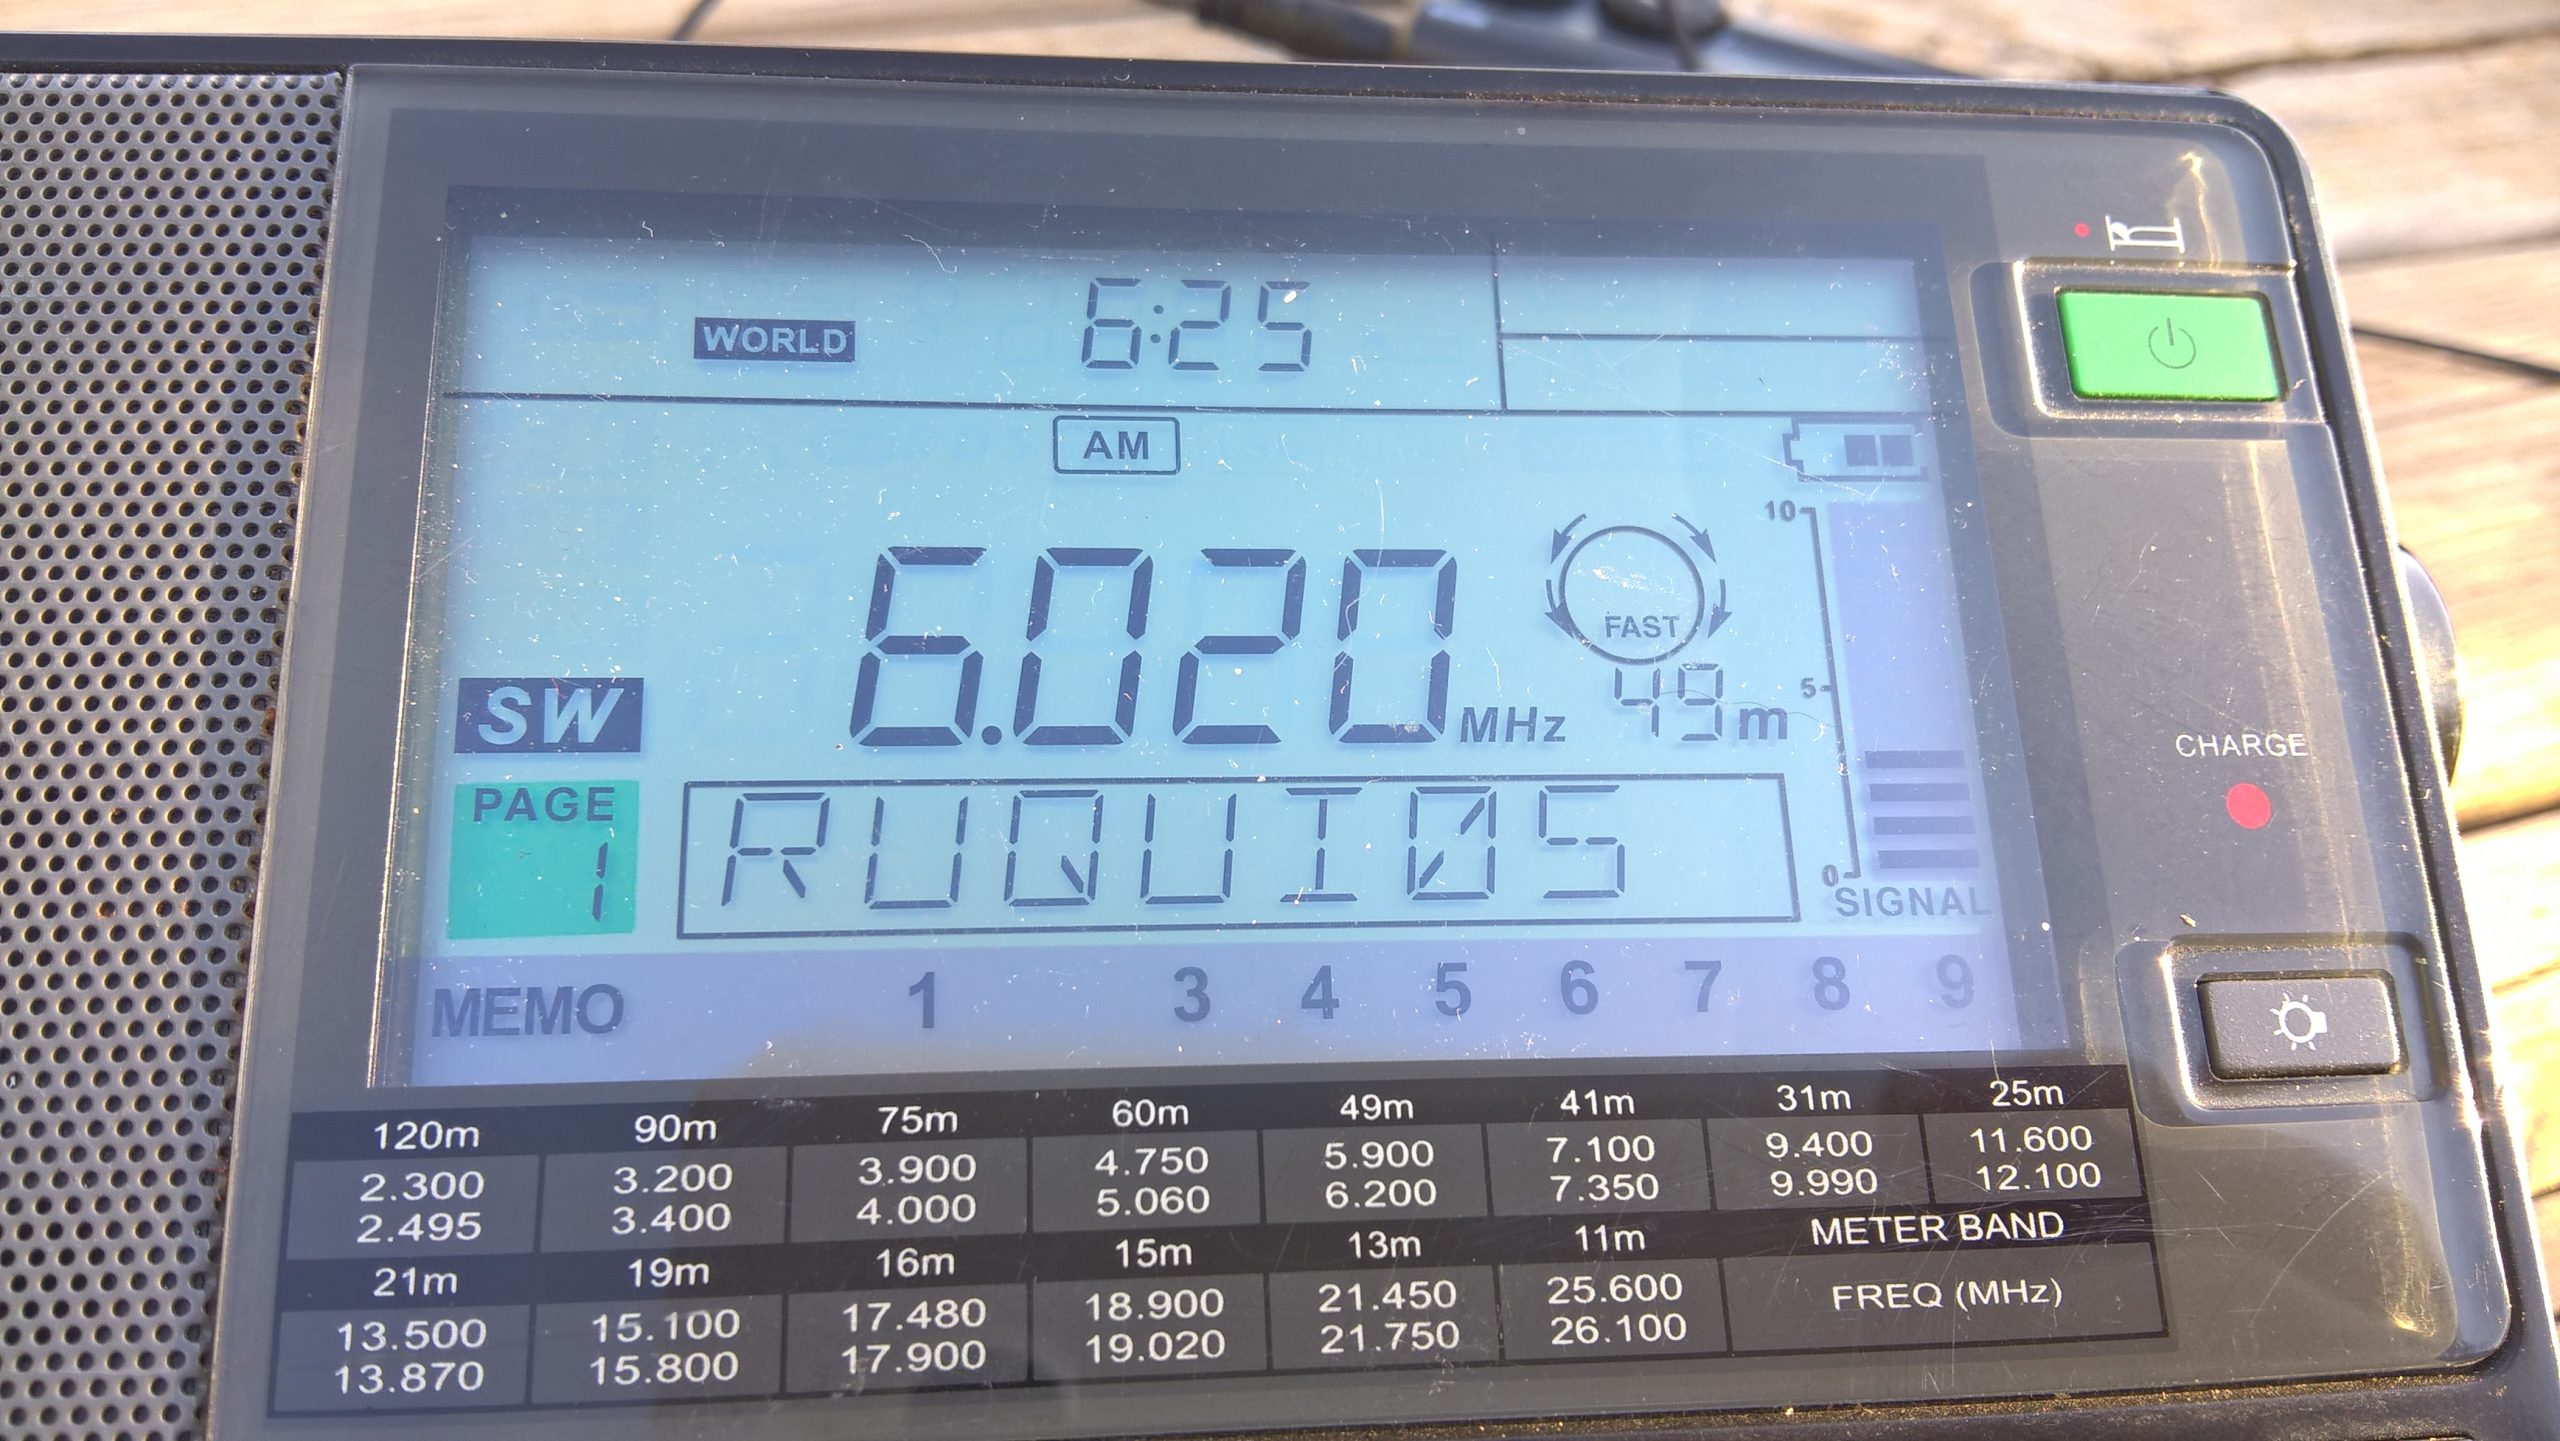 WORLD 6:25
AM
10
6.020 MHz
FAST
49 m
5
SW
PAGE
1
RUQUI0S
0
SIGNAL
MEMO 1 3 4 5 6 7 8 9
CHARGE
120m 90m 75m 60m 49m 41m 31m 25m
2.300 3.200 3.900 4.750 5.900 7.100 9.400 11.600
2.495 3.400 4.000 5.060 6.200 7.350 9.990 12.100
21m 19m 16m 15m 13m 11m METER BAND
13.500 15.100 17.480 18.900 21.450 25.600 FREQ (MHz)
13.870 15.800 17.900 19.020 21.750 26.100